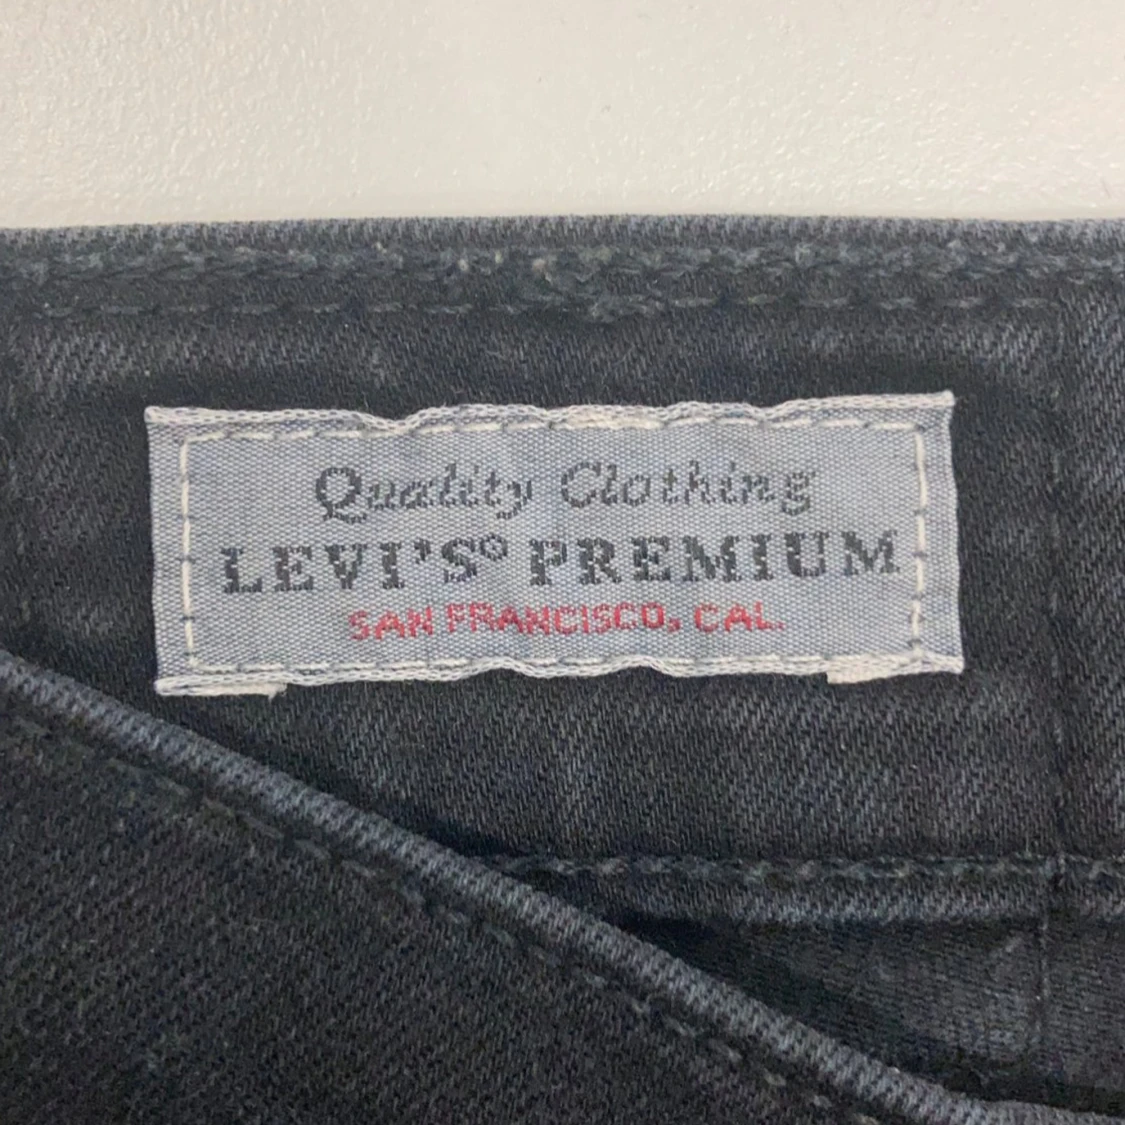 Quality Clothing
LEVI'S® PREMIUM
SAN FRANCISCO, CAL.